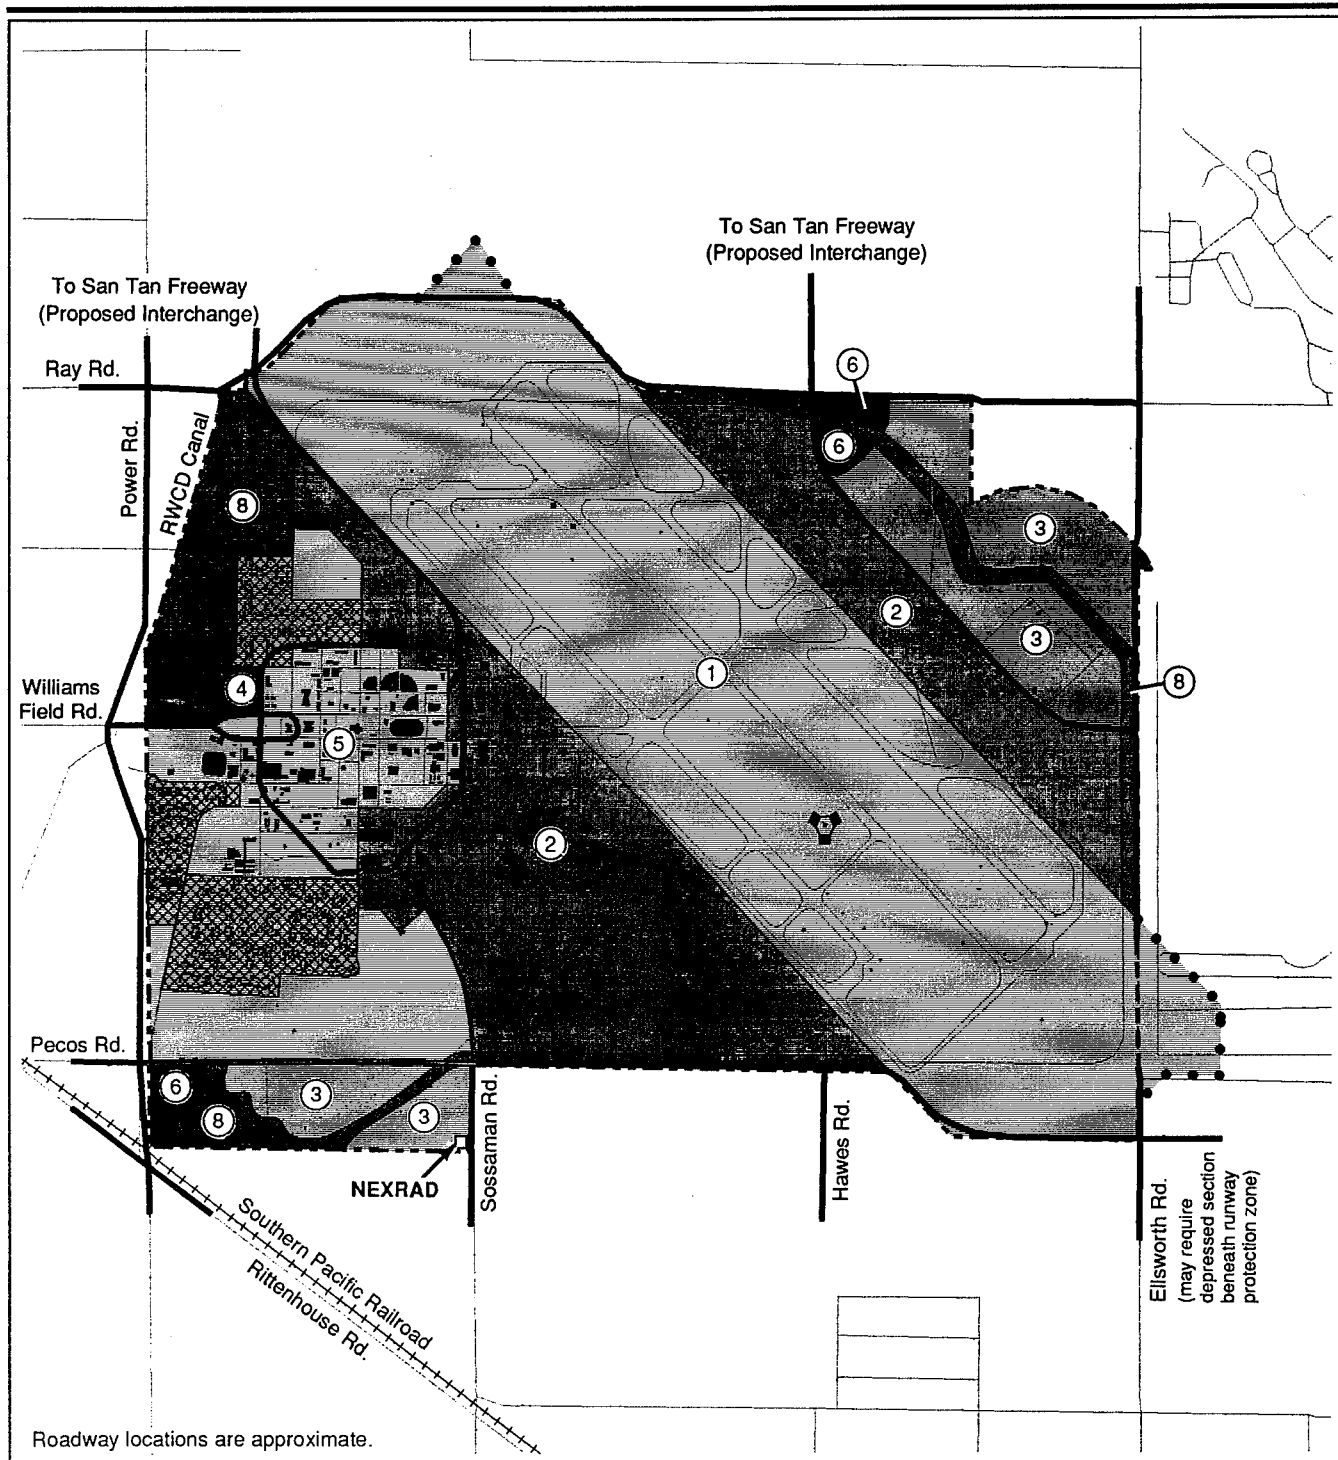 To San Tan Freeway
(Proposed Interchange)
To San Tan Freeway
(Proposed Interchange)
Ray Rd.
6
6
Power Rd.
RWCD Canal
8
3
2
3
4
1
8
Williams
Field Rd.
5
2
Pecos Rd.
6
3
3
8
NEXRAD
Sossaman Rd.
Hawes Rd.
Ellsworth Rd.
(may require
depressed section
beneath runway
protection zone)
Southern Pacific Railroad
Rittenhouse Rd.
Roadway locations are approximate.